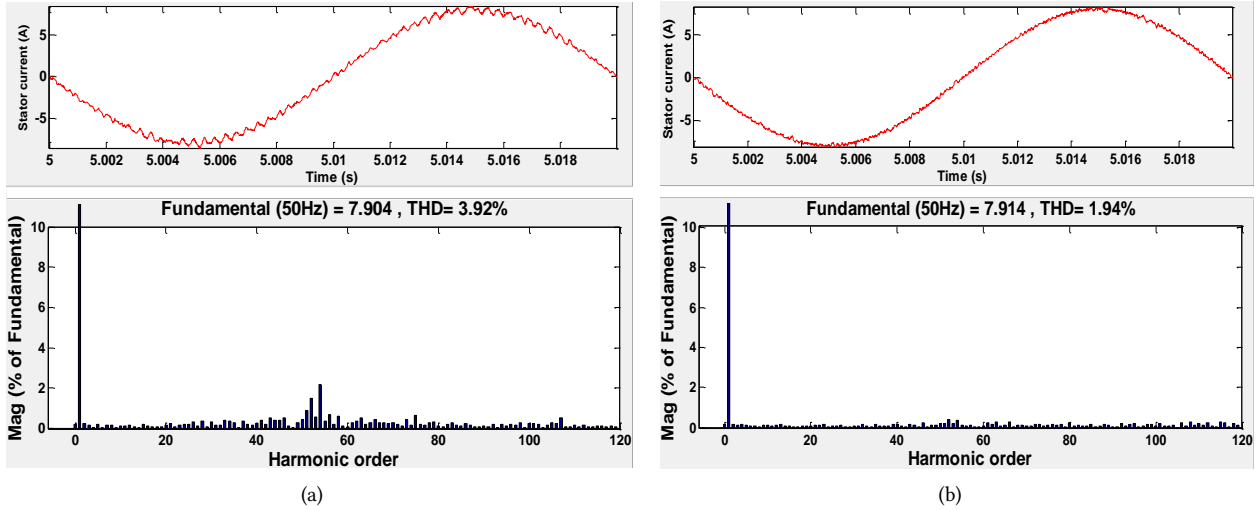 Stator current (A)
5
0
-5
5 5.002 5.004 5.006 5.008 5.01 5.012 5.014 5.016 5.018
Time (s)
Fundamental (50Hz) = 7.904 , THD= 3.92%
Mag (% of Fundamental)
10
8
6
4
2
0
0 20 40 60 80 100 120
Harmonic order
(a)
Stator current (A)
5
0
-5
5 5.002 5.004 5.006 5.008 5.01 5.012 5.014 5.016 5.018
Time (s)
Fundamental (50Hz) = 7.914 , THD= 1.94%
Mag (% of Fundamental)
10
8
6
4
2
0
0 20 40 60 80 100 120
Harmonic order
(b)